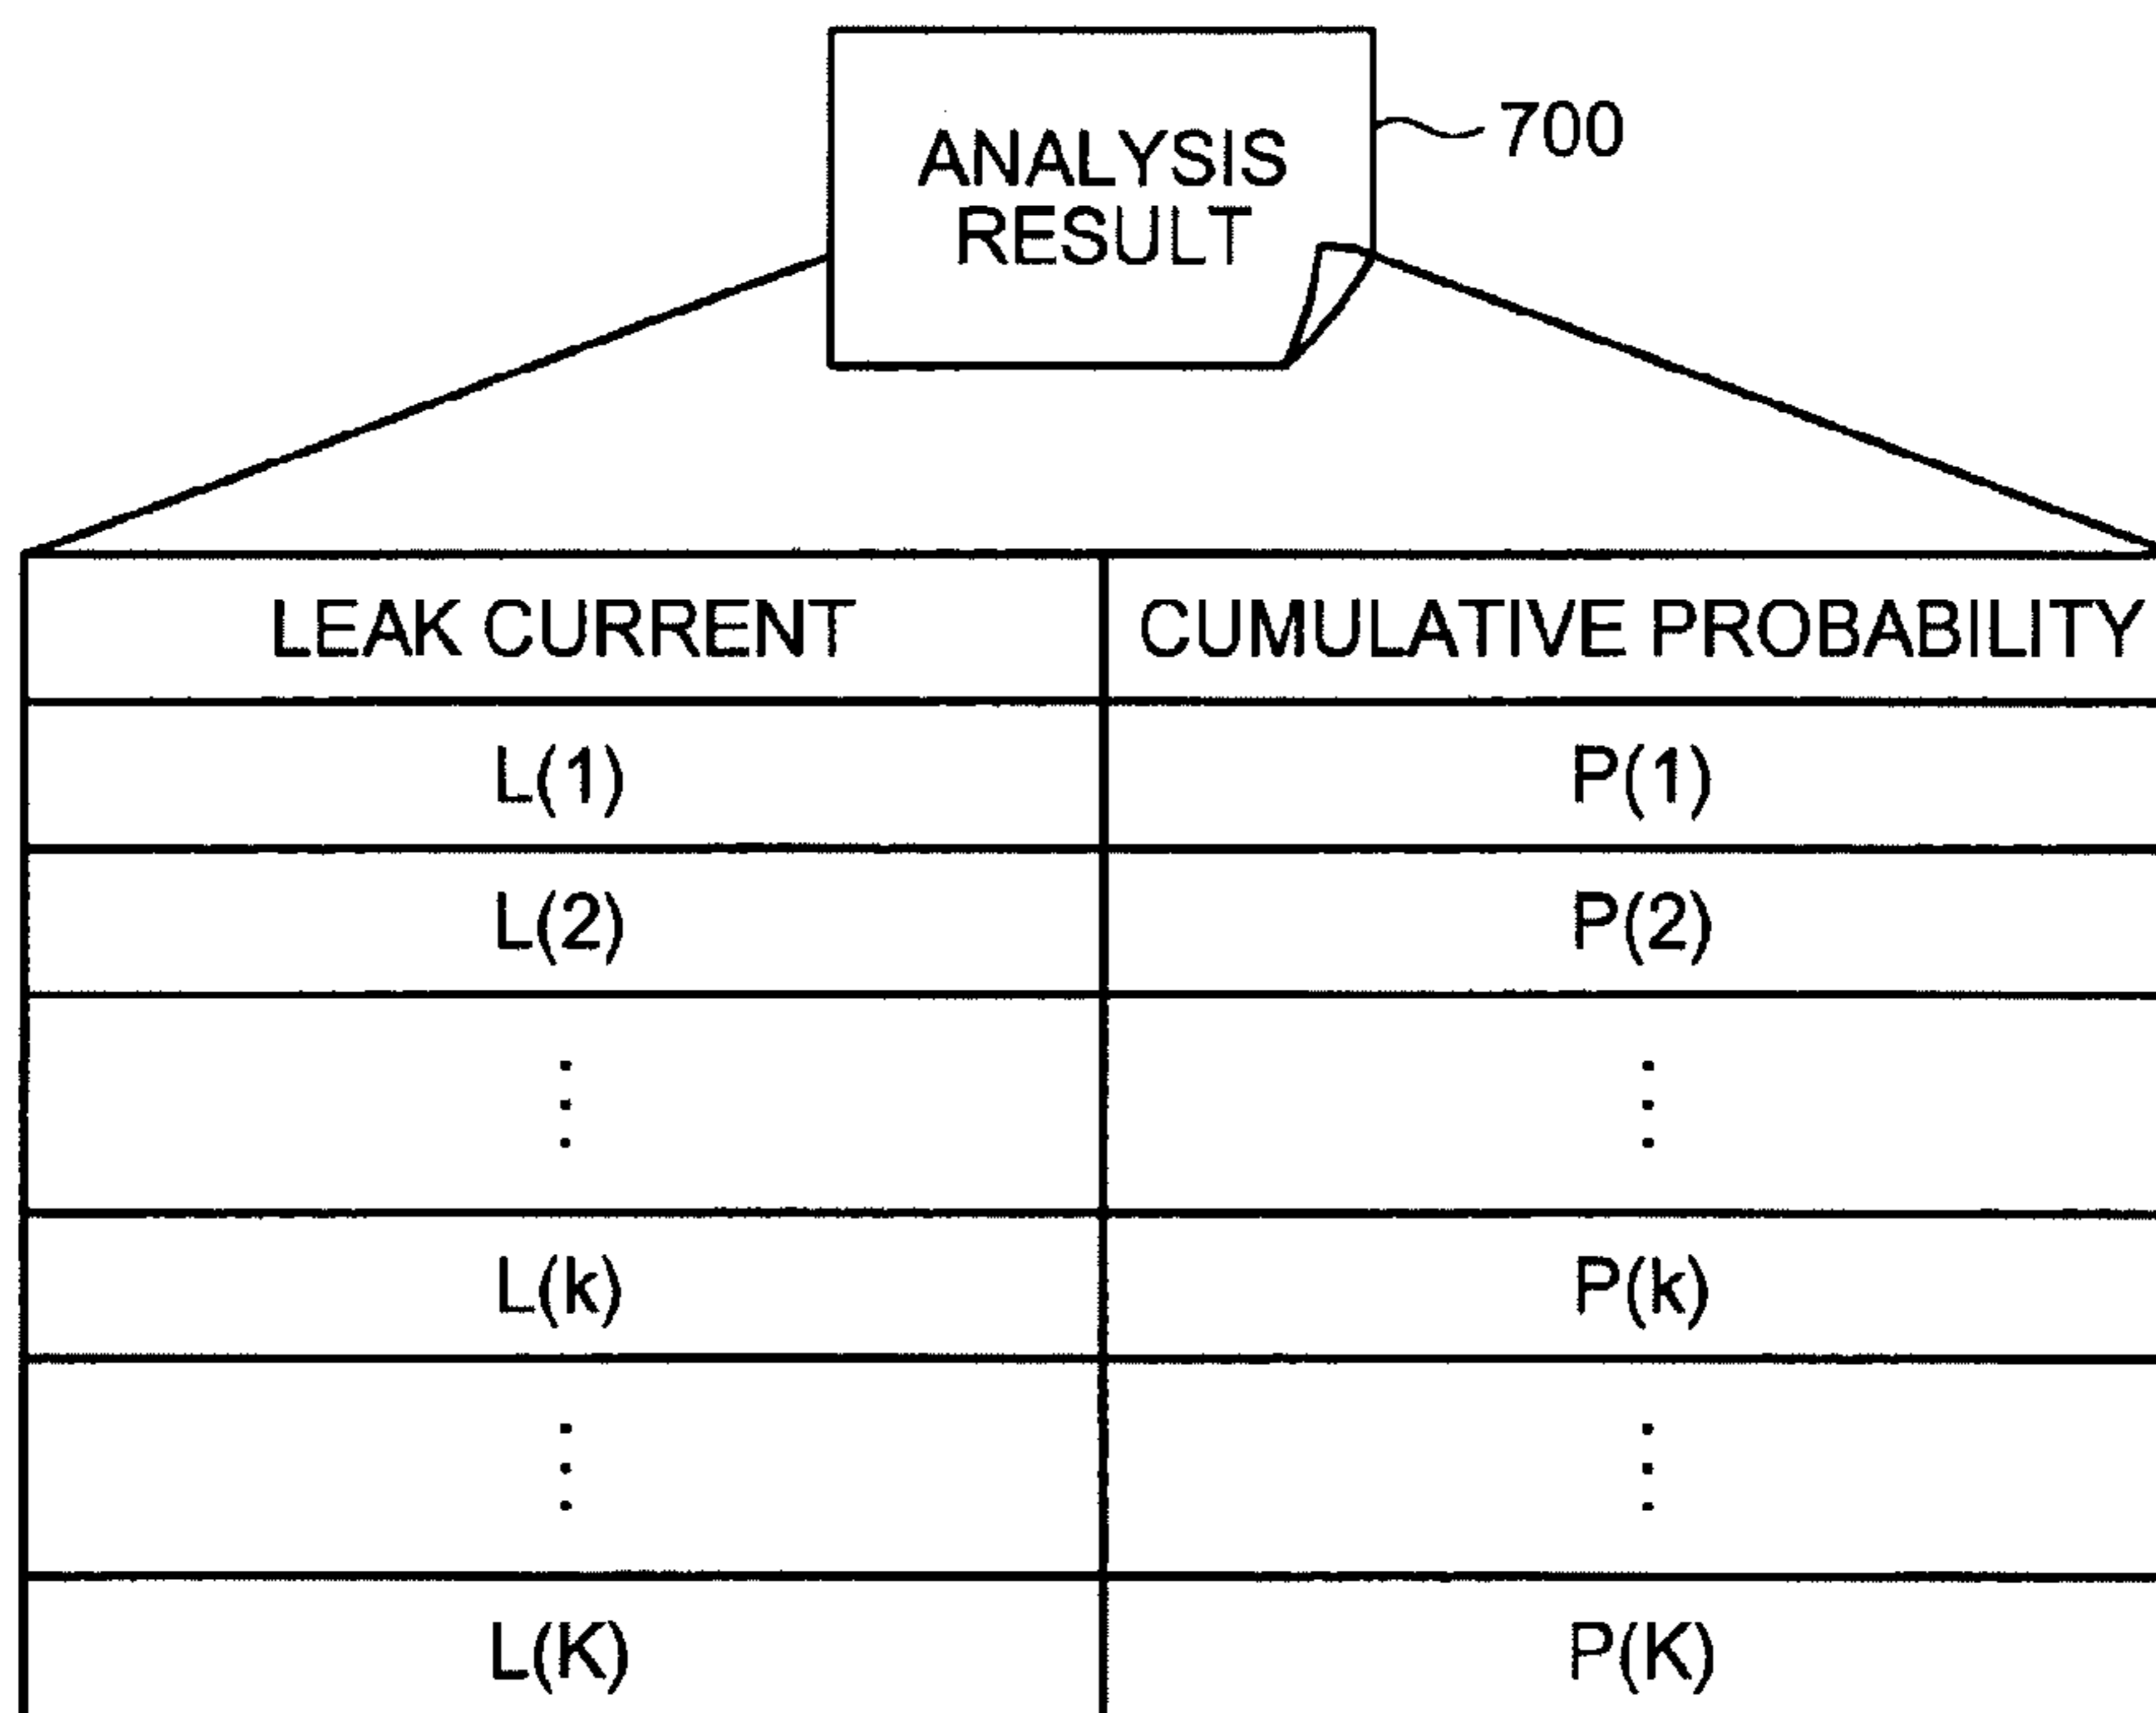 ANALYSIS
RESULT
700
LEAK CURRENT CUMULATIVE PROBABILITY
L(1) P(1)
L(2) P(2)
⋮ ⋮
L(k) P(k)
⋮ ⋮
L(K) P(K)